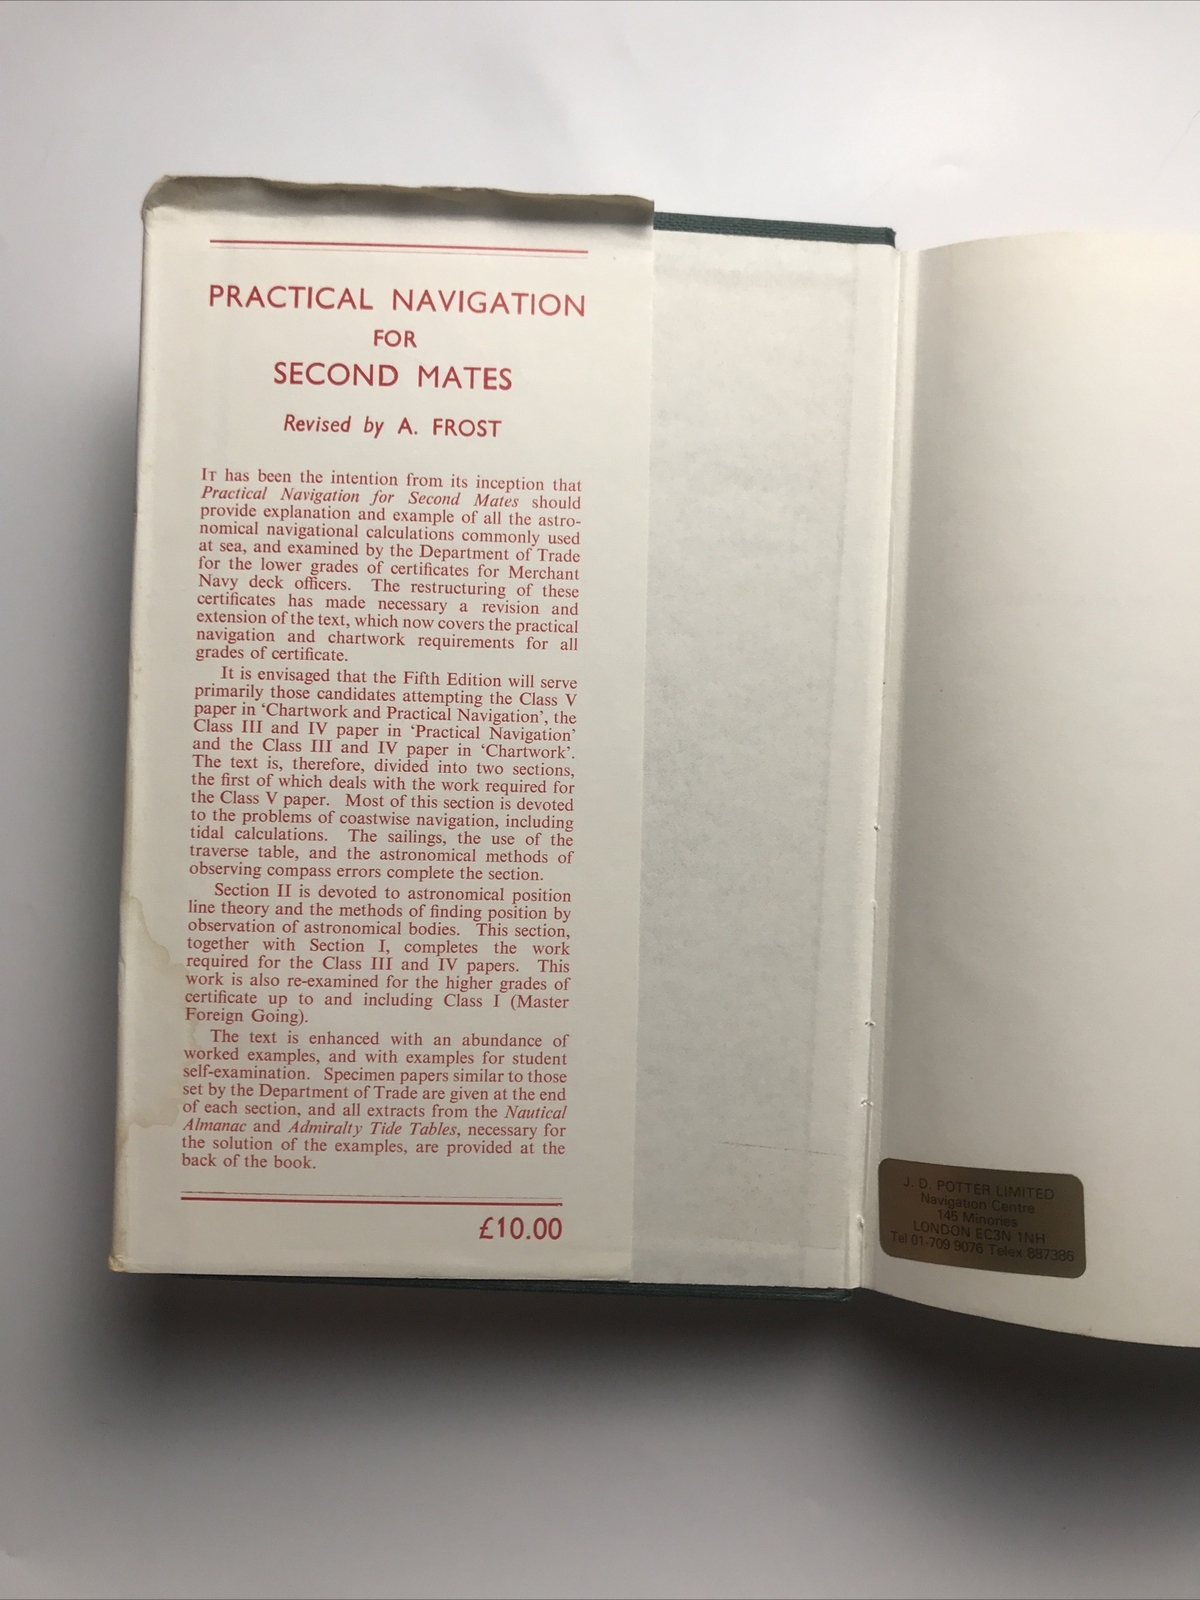 PRACTICAL NAVIGATION
FOR
SECOND MATES
Revised by A. FROST
IT has been the intention from its inception that
Practical Navigation for Second Mates should
provide explanation and example of all the astro-
nomical navigational calculations commonly used
at sea, and examined by the Department of Trade
for the lower grades of certificates for Merchant
Navy deck officers. The restructuring of these
certificates has made necessary a revision and
extension of the text, which now covers the practical
navigation and chartwork requirements for all
grades of certificate.
It is envisaged that the Fifth Edition will serve
primarily those candidates attempting the Class V
paper in ‘Chartwork and Practical Navigation’, the
Class III and IV paper in ‘Practical Navigation’
and the Class III and IV paper in ‘Chartwork’.
The text is, therefore, divided into two sections,
the first of which deals with the work required for
the Class V paper. Most of this section is devoted
to the problems of coastwise navigation, including
tidal calculations. The sailings, the use of the
traverse table, and the astronomical methods of
observing compass errors complete the section.
Section II is devoted to astronomical position
line theory and the methods of finding position by
observation of astronomical bodies. This section,
together with Section I, completes the work
required for the Class III and IV papers. This
work is also re-examined for the higher grades of
certificate up to and including Class I (Master
Foreign Going).
The text is enhanced with an abundance of
worked examples, and with examples for student
self-examination. Specimen papers similar to those
set by the Department of Trade are given at the end
of each section, and all extracts from the Nautical
Almanac and Admiralty Tide Tables, necessary for
the solution of the examples, are provided at the
back of the book.
£10.00
J. D. POTTER LIMITED
Navigation Centre
145 Minories
LONDON EC3N 1NH
Tel 01-709 9076 Telex 887386